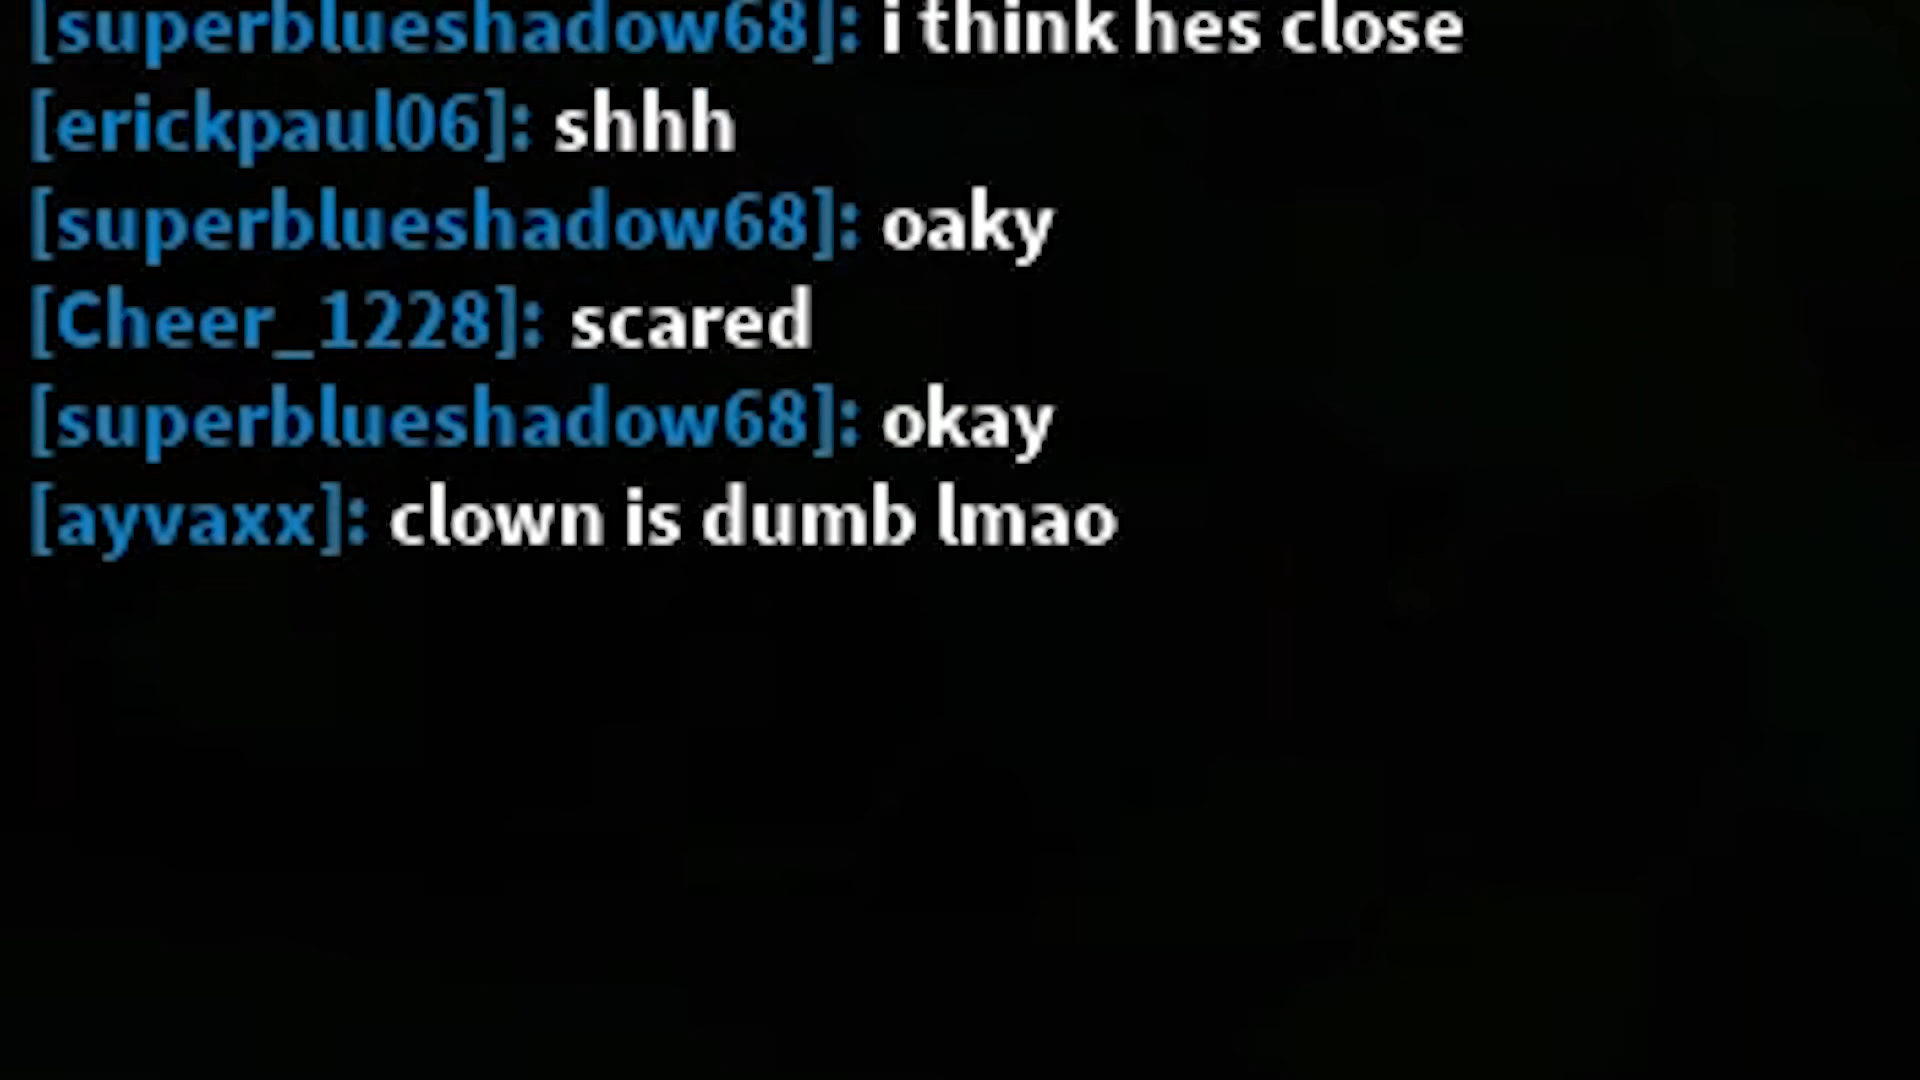 [superblueshadow68]: i think hes close
[erickpaul06]: shhh
[superblueshadow68]: oaky
[Cheer_1228]: scared
[superblueshadow68]: okay
[ayvaxx]: clown is dumb lmao